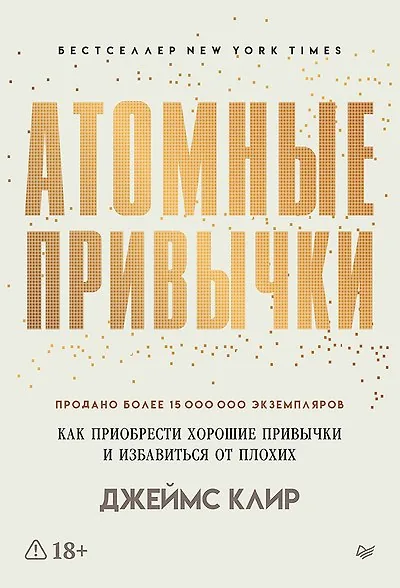 БЕСТСЕЛЛЕР NEW YORK TIMES
АТОМНЫЕ
ПРИВЫЧКИ
ПРОДАНО БОЛЕЕ 15 000 000 ЭКЗЕМПЛЯРОВ
КАК ПРИОБРЕСТИ ХОРОШИЕ ПРИВЫЧКИ
И ИЗБАВИТЬСЯ ОТ ПЛОХИХ
ДЖЕЙМС КЛИР
18+